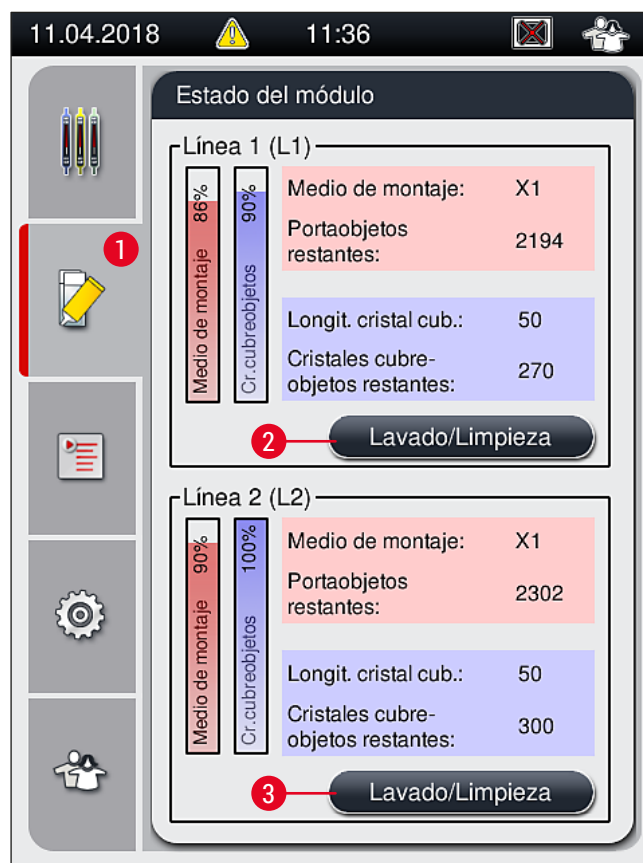 11.04.2018 11:36
Estado del módulo
1
Línea 1 (L1)
Medio de montaje 86%
Cr.cubreobjetos 90%
Medio de montaje: X1
Portaobjetos
restantes: 2194
Longit. cristal cub.: 50
Cristales cubre-
objetos restantes: 270
2 Lavado/Limpieza
Línea 2 (L2)
Medio de montaje 90%
Cr.cubreobjetos 100%
Medio de montaje: X1
Portaobjetos
restantes: 2302
Longit. cristal cub.: 50
Cristales cubre-
objetos restantes: 300
3 Lavado/Limpieza